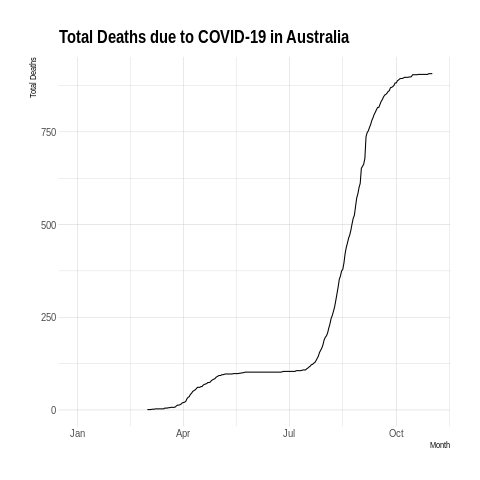 Total Deaths due to COVID-19 in Australia
Total Deaths
750
500
250
0
Jan Apr Jul Oct
Month